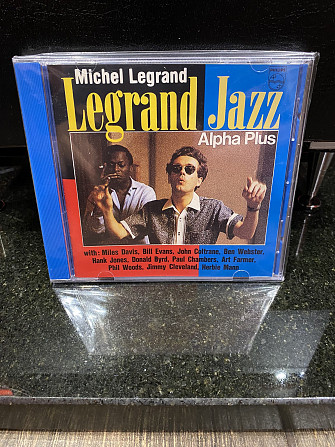 Michel Legrand
Legrand Jazz
Alpha Plus
with: Miles Davis, Bill Evans, John Coltrane, Ben Webster,
Hank Jones, Donald Byrd, Paul Chambers, Art Farmer,
Phil Woods, Jimmy Cleveland, Herbie Mann